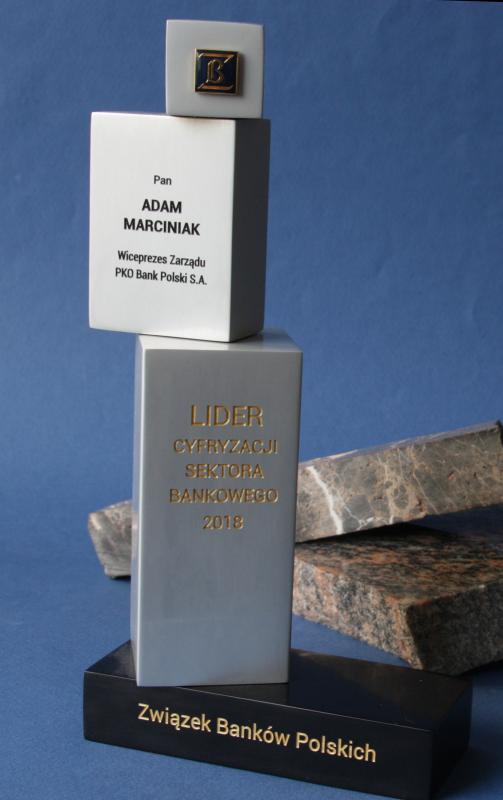 B
Pan
ADAM
MARCINIAK
Wiceprezes Zarządu
PKO Bank Polski S.A.
LIDER
CYFRYZACJI
SEKTORA
BANKOWEGO
2018
Związek Banków Polskich